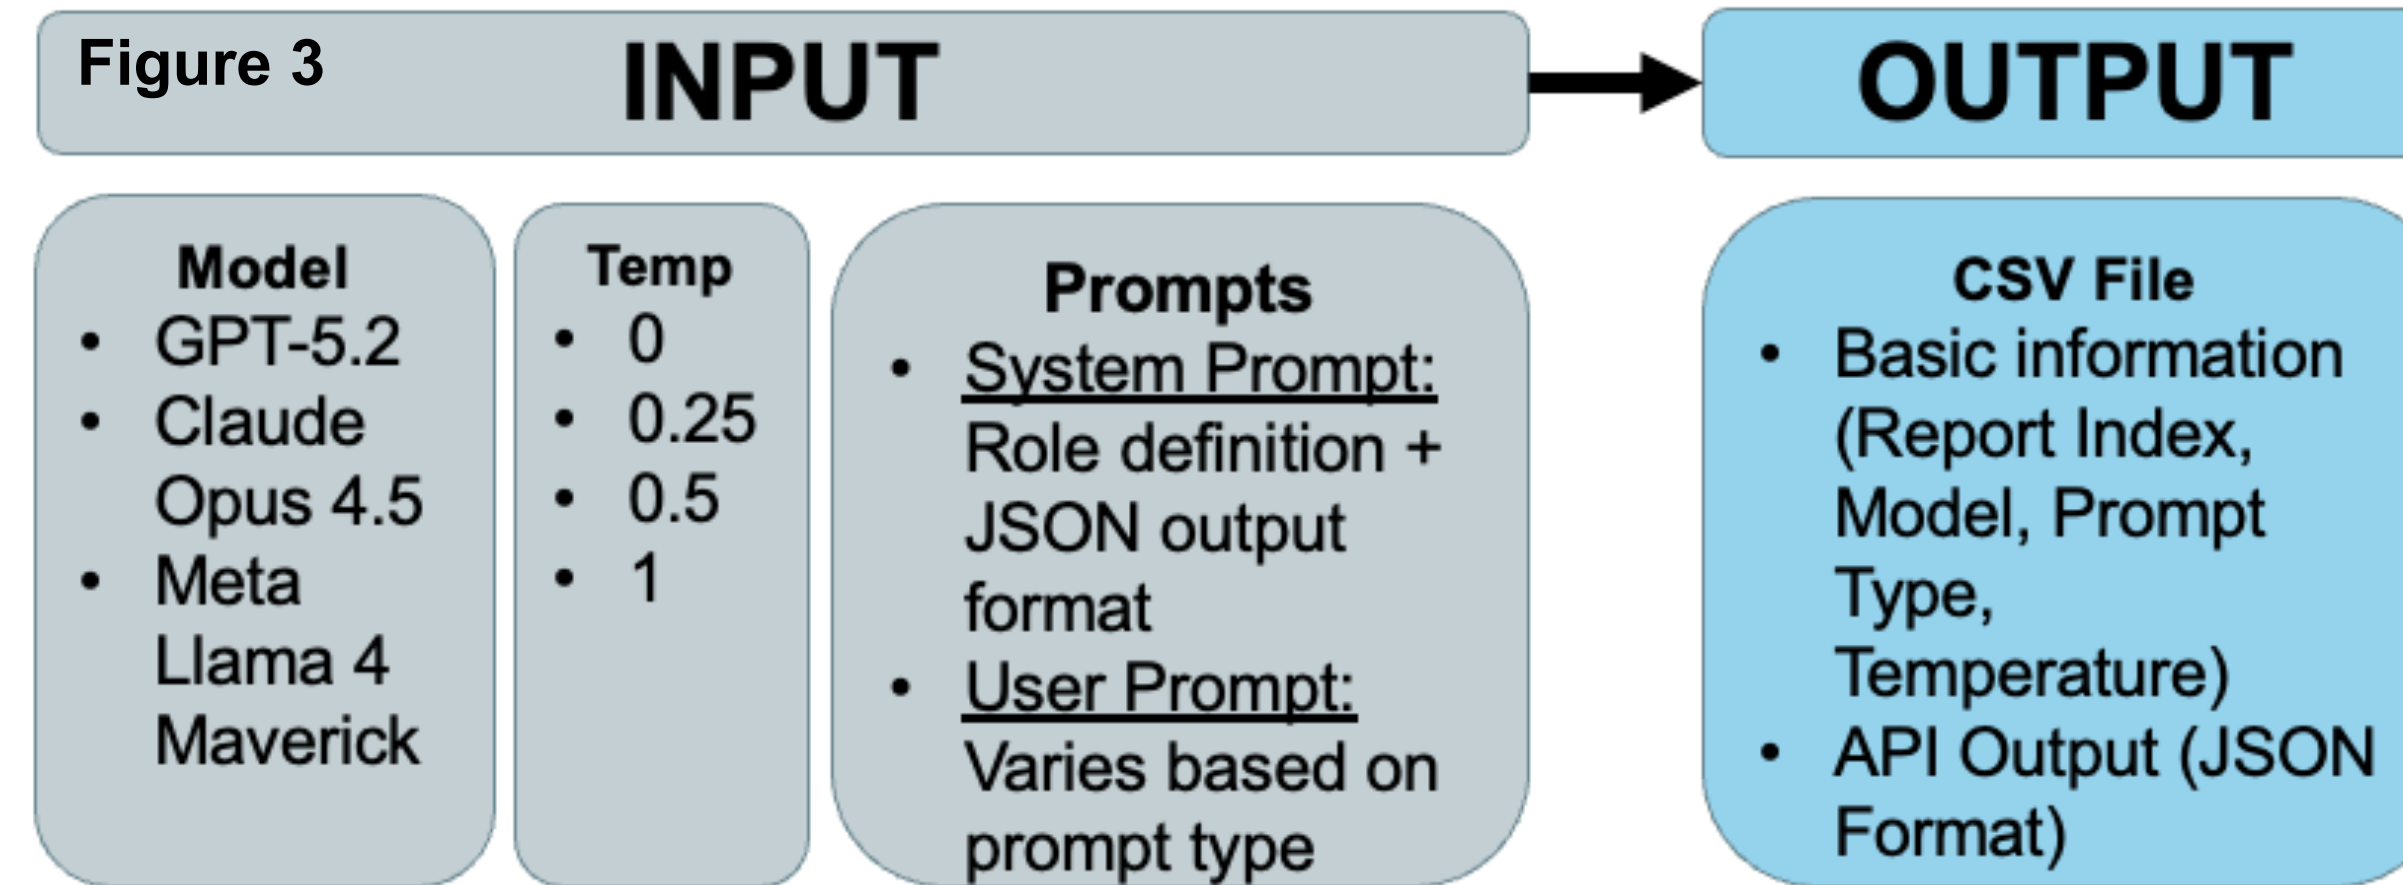 Figure 3
INPUT
OUTPUT
Model
• GPT-5.2
• Claude
Opus 4.5
• Meta
Llama 4
Maverick
Temp
• 0
• 0.25
• 0.5
• 1
Prompts
• System Prompt:
Role definition +
JSON output
format
• User Prompt:
Varies based on
prompt type
CSV File
• Basic information
(Report Index,
Model, Prompt
Type,
Temperature)
• API Output (JSON
Format)